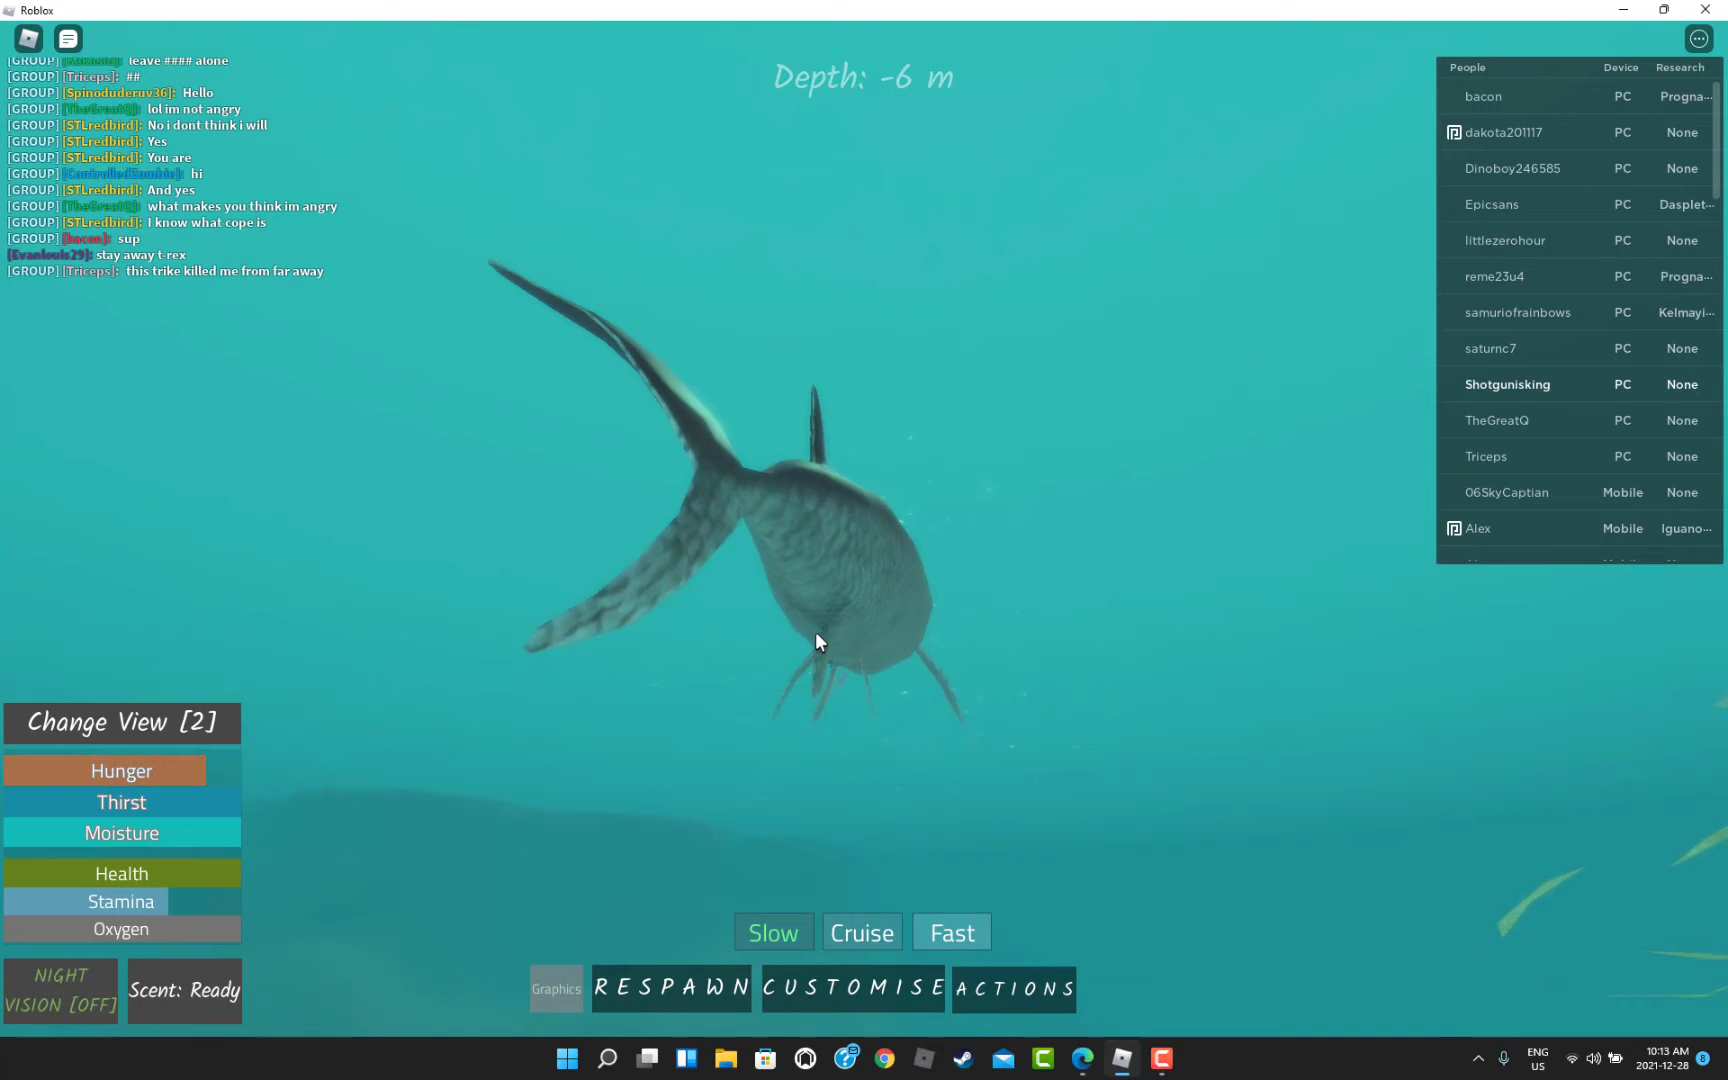 Roblox
[GROUP] leave #### alone
[GROUP] [Triceps]: ##
[GROUP] [Spinoduderuv36]: Hello
[GROUP] [TheGreatQ]: lol im not angry
[GROUP] [STLredbird]: No i dont think i will
[GROUP] [STLredbird]: Yes
[GROUP] [STLredbird]: You are
[GROUP] [ControlledZombie]: hi
[GROUP] [STLredbird]: And yes
[GROUP] [TheGreatQ]: what makes you think im angry
[GROUP] [STLredbird]: I know what cope is
[GROUP] [bacon]: sup
[Evanlouis29]: stay away t-rex
[GROUP] [Triceps]: this trike killed me from far away
Depth: -6 m
People Device Research
bacon PC Progna...
dakota201117 PC None
Dinoboy246585 PC None
Epicsans PC Dasplet...
littlezerohour PC None
reme23u4 PC Progna...
samuriofrainbows PC Kelmayi...
saturnc7 PC None
Shotgunisking PC None
TheGreatQ PC None
Triceps PC None
06SkyCaptian Mobile None
Alex Mobile Iguano...
Change View [2]
Hunger
Thirst
Moisture
Health
Stamina
Oxygen
NIGHT
VISION [OFF]
Scent: Ready
Slow Cruise Fast
Graphics RESPAWN CUSTOMISE ACTIONS
ENG
US
10:13 AM
2021-12-28
8